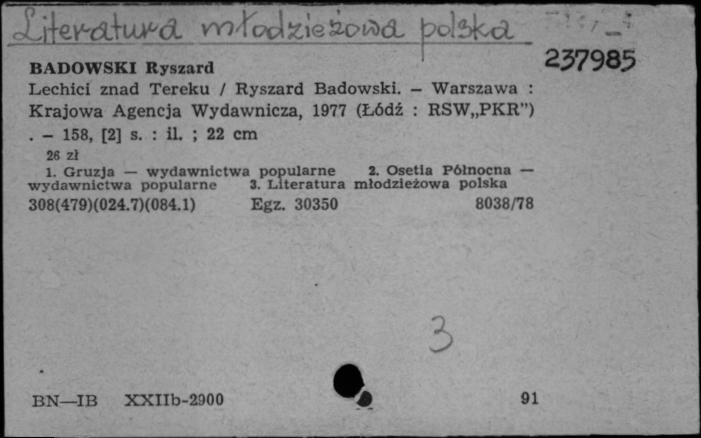 Literatura młodzieżowa polska
237985
BADOWSKI Ryszard
Lechici znad Tereku / Ryszard Badowski. — Warszawa :
Krajowa Agencja Wydawnicza, 1977 (Łódź : RSW„PKR”)
. — 158, [2] s. : il. ; 22 cm
26 zł
1. Gruzja — wydawnictwa popularne 2. Osetia Północna —
wydawnictwa popularne 3. Literatura młodzieżowa polska
308(479)(024.7)(084.1) Egz. 30350 8038/78
3
BN—IB XXIIb-2900 91